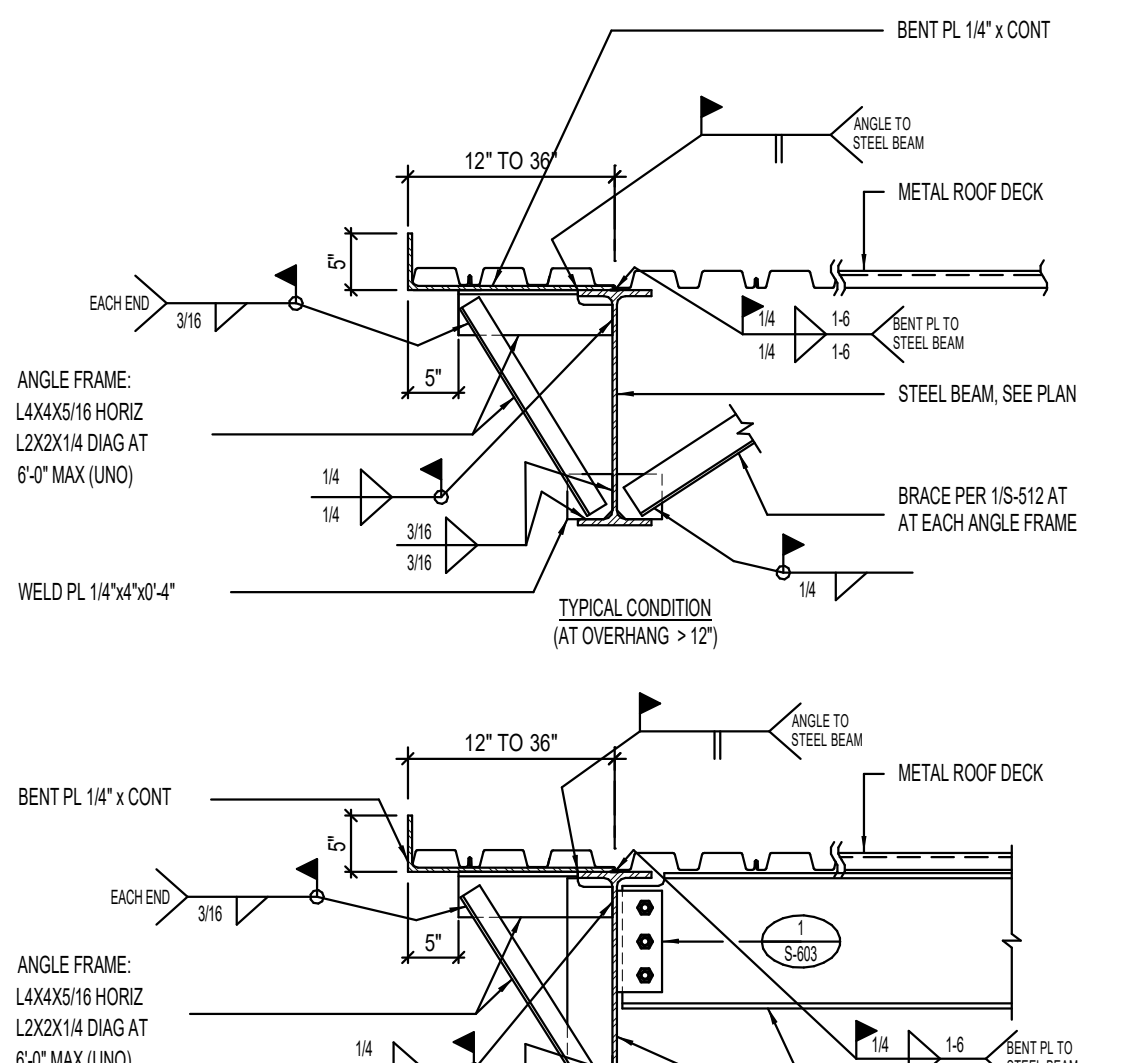 BENT PL 1/4" x CONT
ANGLE TO
STEEL BEAM
12" TO 36"
METAL ROOF DECK
5"
EACH END
3/16
1/4
1-6
1/4
1-6
BENT PL TO
STEEL BEAM
5"
ANGLE FRAME:
L4X4X5/16 HORIZ
L2X2X1/4 DIAG AT
6'-0" MAX (UNO)
STEEL BEAM, SEE PLAN
1/4
1/4
BRACE PER 1/S-512 AT
AT EACH ANGLE FRAME
3/16
3/16
WELD PL 1/4"x4"x0'-4"
1/4
TYPICAL CONDITION
(AT OVERHANG > 12")
ANGLE TO
STEEL BEAM
12" TO 36"
METAL ROOF DECK
BENT PL 1/4" x CONT
5"
EACH END
3/16
1
S-603
5"
ANGLE FRAME:
L4X4X5/16 HORIZ
L2X2X1/4 DIAG AT
6'-0" MAX (UNO)
1/4
1/4
1-6
BENT PL TO
STEEL BEAM